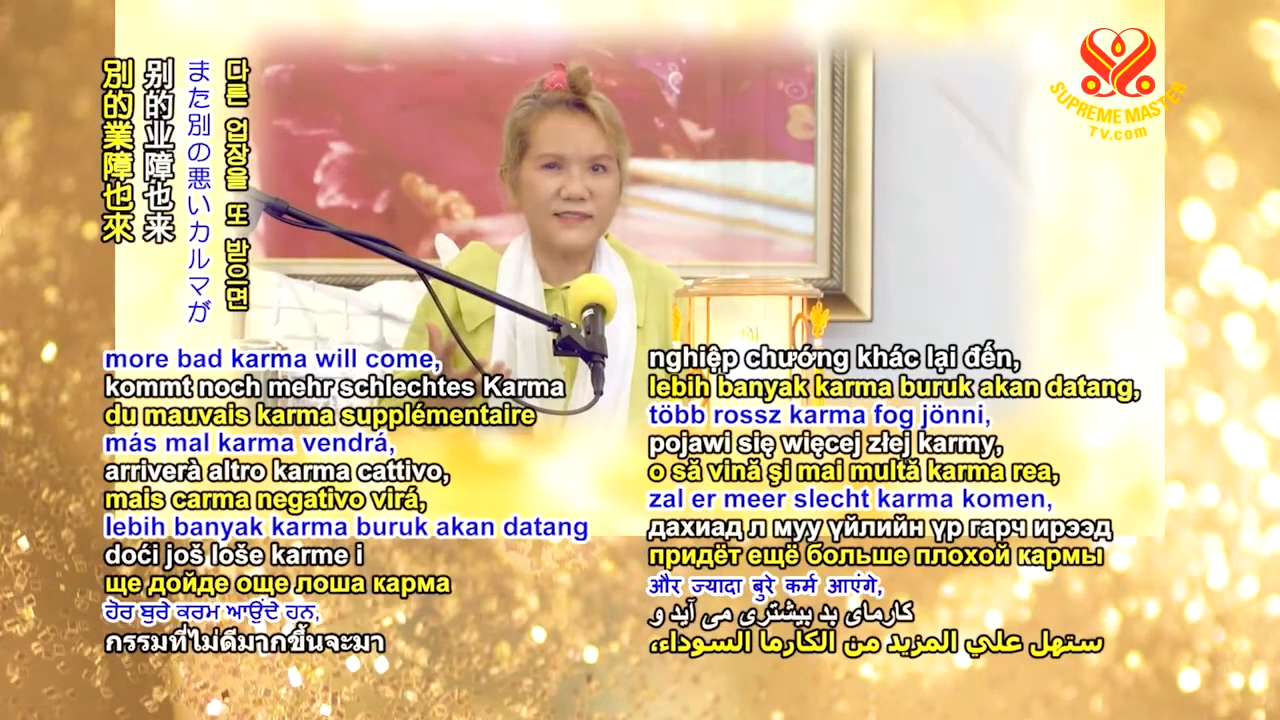 別的業障也來
别的业障也来
また別の悪いカルマが
다른 업장을 또 받으면
SUPREME MASTER
TV.com
more bad karma will come,
kommt noch mehr schlechtes Karma
du mauvais karma supplémentaire
más mal karma vendrá,
arriverà altro karma cattivo,
mais carma negativo virá,
lebih banyak karma buruk akan datang
doći još loše karme i
ще дойде още лоша карма
ਹੋਰ ਬੁਰੇ ਕਰਮ ਆਉਂਦੇ ਹਨ,
กรรมที่ไม่ดีมากขึ้นจะมา
nghiệp chướng khác lại đến,
lebih banyak karma buruk akan datang,
több rossz karma fog jönni,
pojawi się więcej złej karmy,
o să vină şi mai multă karma rea,
zal er meer slecht karma komen,
дахиад л муу үйлийн үр гарч ирээд
придёт ещё больше плохой кармы
और ज्यादा बुरे कर्म आएंगे,
کارمای بد بیشتری می آید و
ستهل علي المزيد من الكارما السوداء،